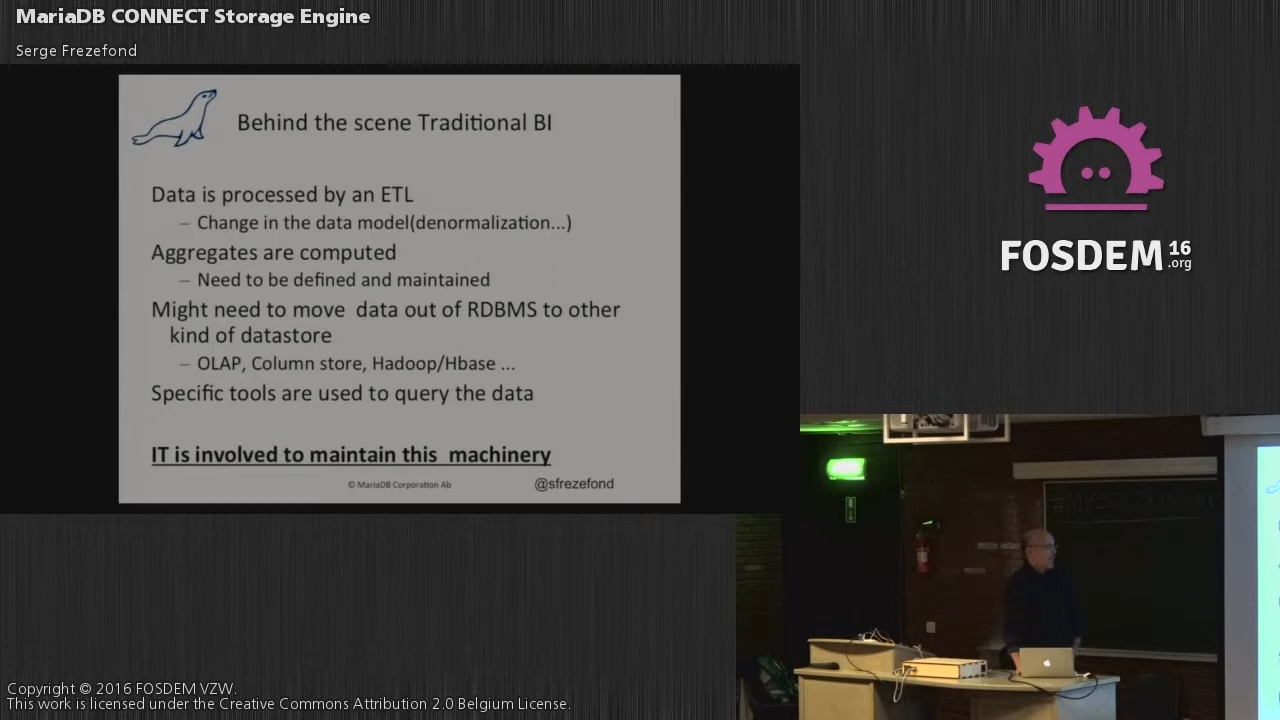 MariaDB CONNECT Storage Engine
Serge Frezefond
Behind the scene Traditional BI
Data is processed by an ETL
– Change in the data model(denormalization...)
Aggregates are computed
– Need to be defined and maintained
Might need to move data out of RDBMS to other
kind of datastore
– OLAP, Column store, Hadoop/Hbase ...
Specific tools are used to query the data
IT is involved to maintain this machinery
© MariaDB Corporation Ab
@sfrezefond
FOSDEM 16
.org
Copyright © 2016 FOSDEM VZW.
This work is licensed under the Creative Commons Attribution 2.0 Belgium License.